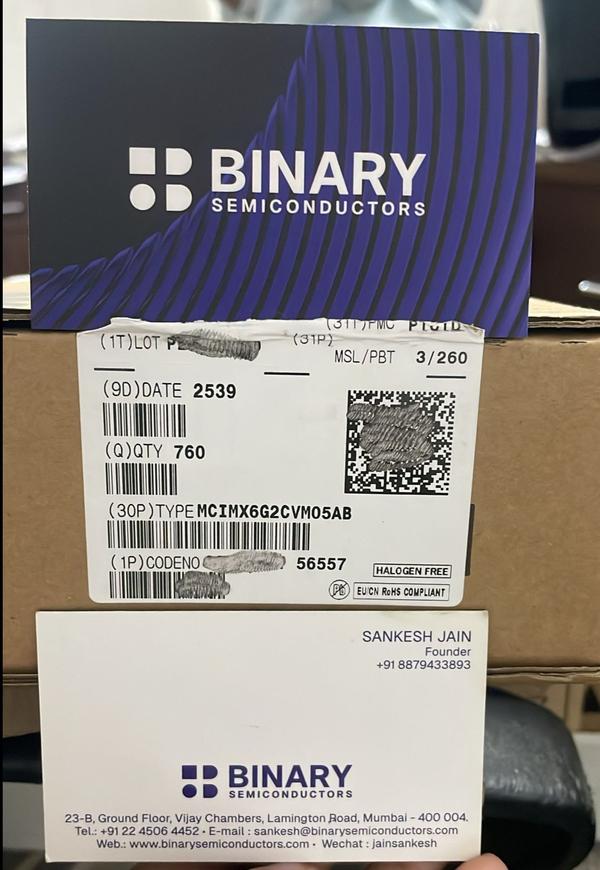 BINARY
SEMICONDUCTORS
(31T)PMC
(1T)LOT (31P)
MSL/PBT 3/260
(9D)DATE 2539
(Q)QTY 760
(30P)TYPE MCIMX6G2CVM05AB
(1P)CODENO 56557
HALOGEN FREE
Pb EU/CN RoHS COMPLIANT
SANKESH JAIN
Founder
+91 8879433893
BINARY
SEMICONDUCTORS
23-B, Ground Floor, Vijay Chambers, Lamington Road, Mumbai - 400 004.
Tel.: +91 22 4506 4452 • E-mail : sankesh@binarysemiconductors.com
Web.: www.binarysemiconductors.com • Wechat : jainsankesh